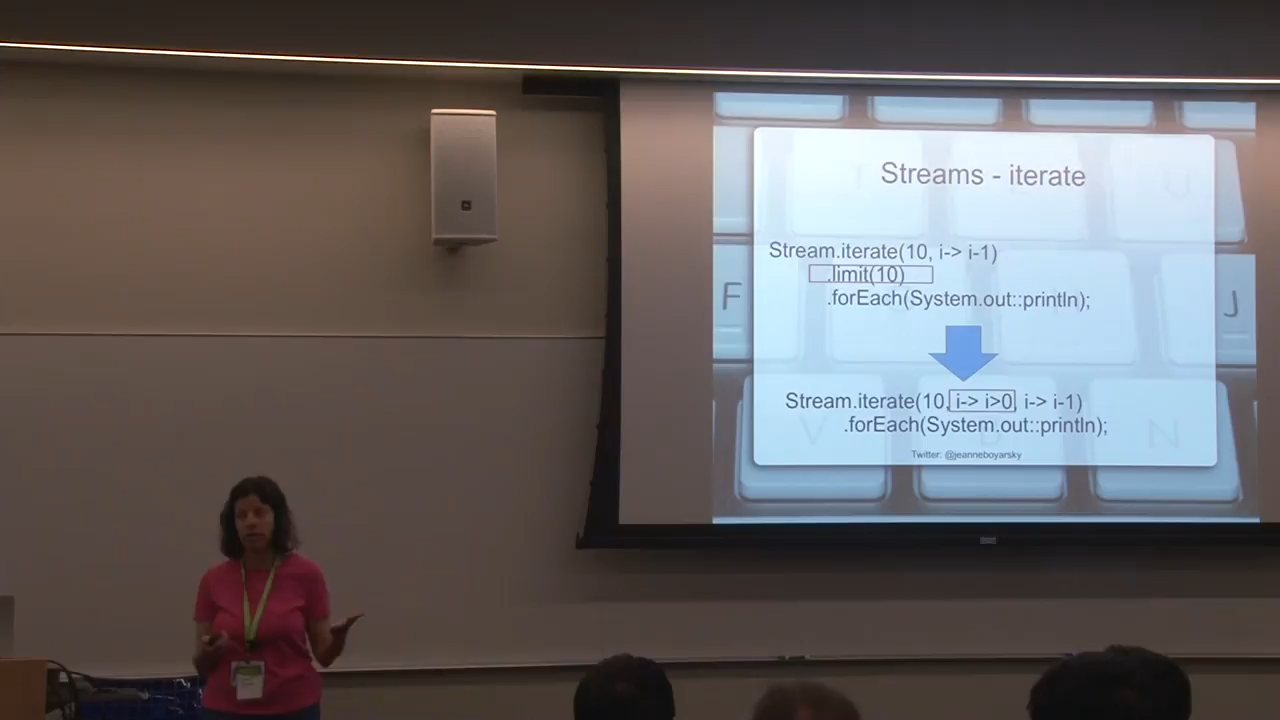 Streams - iterate
Stream.iterate(10, i-> i-1)
.limit(10)
.forEach(System.out::println);
F
J
Stream.iterate(10, i-> i>0, i-> i-1)
.forEach(System.out::println);
V
B
N
Twitter: @jeanneboyarsky